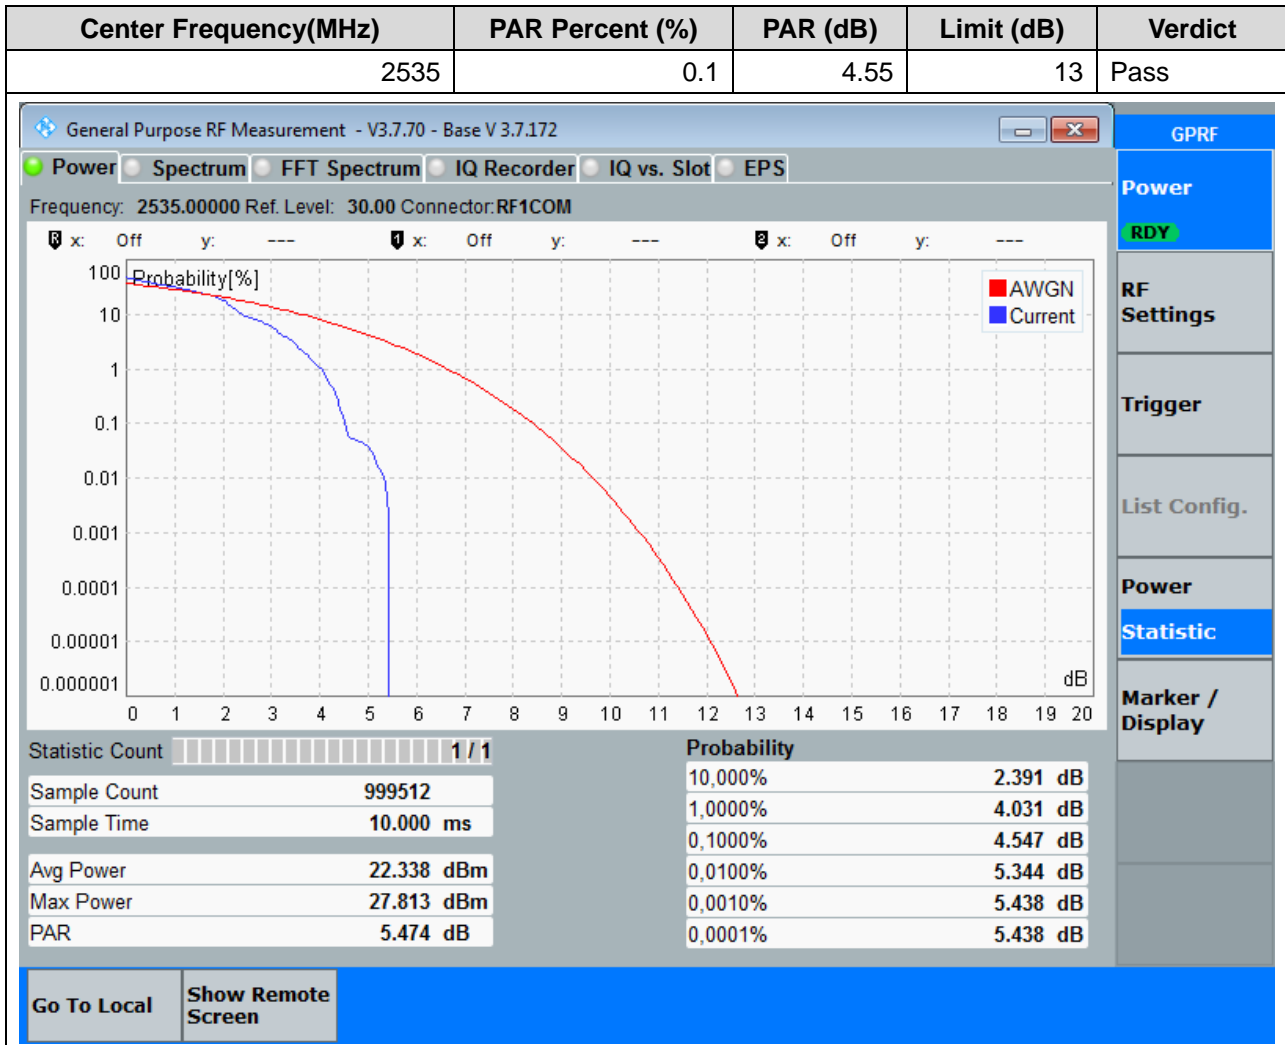 Center Frequency(MHz) PAR Percent (%) PAR (dB) Limit (dB) Verdict
2535 0.1 4.55 13 Pass
General Purpose RF Measurement - V3.7.70 - Base V 3.7.172
GPRF
Power Spectrum FFT Spectrum IQ Recorder IQ vs. Slot EPS
Power
RDY
Frequency: 2535.00000 Ref. Level: 30.00 Connector: RF1COM
R x: Off y: --- 1 x: Off y: --- 2 x: Off y: ---
Probability[%]
AWGN
Current
100
10
1
0.1
0.01
0.001
0.0001
0.00001
0.000001
dB
0 1 2 3 4 5 6 7 8 9 10 11 12 13 14 15 16 17 18 19 20
RF
Settings
Trigger
List Config.
Power
Statistic
Marker /
Display
Statistic Count 1 / 1
Sample Count 999512
Sample Time 10.000 ms
Avg Power 22.338 dBm
Max Power 27.813 dBm
PAR 5.474 dB
Probability
10,000% 2.391 dB
1,0000% 4.031 dB
0,1000% 4.547 dB
0,0100% 5.344 dB
0,0010% 5.438 dB
0,0001% 5.438 dB
Go To Local
Show Remote
Screen